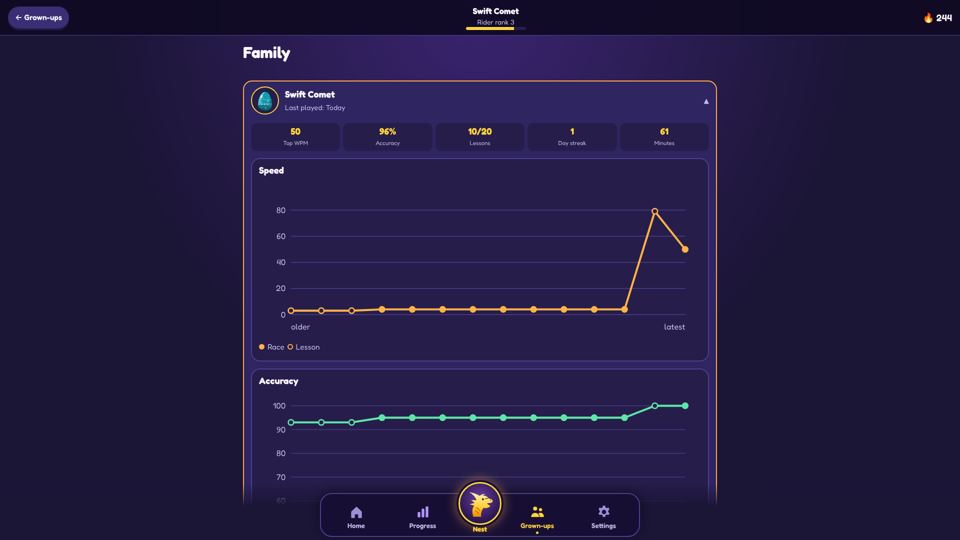 ← Grown-ups
Swift Comet
Rider rank 3
244
Family
Swift Comet
Last played: Today
50
Top WPM
96%
Accuracy
10/20
Lessons
1
Day streak
61
Minutes
Speed
80
60
40
20
0
older latest
Race Lesson
Accuracy
100
90
80
70
60
Home
Progress
Nest
Grown-ups
Settings